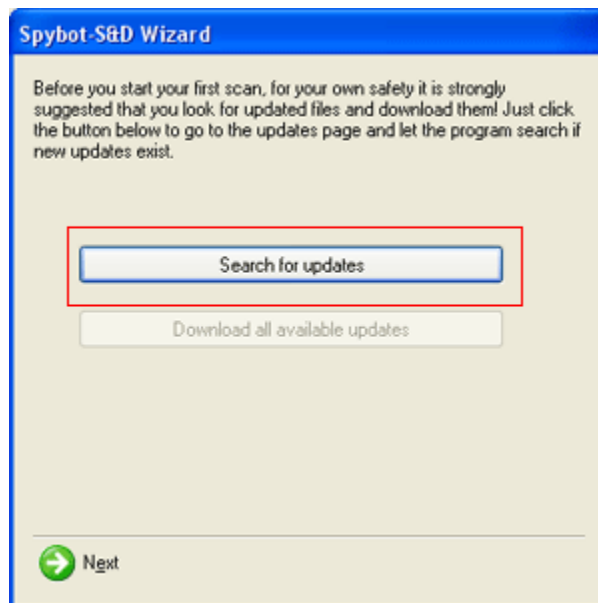 Spybot-S&D Wizard
Before you start your first scan, for your own safety it is strongly
suggested that you look for updated files and download them! Just click
the button below to go to the updates page and let the program search if
new updates exist.
Search for updates
Download all available updates
Next